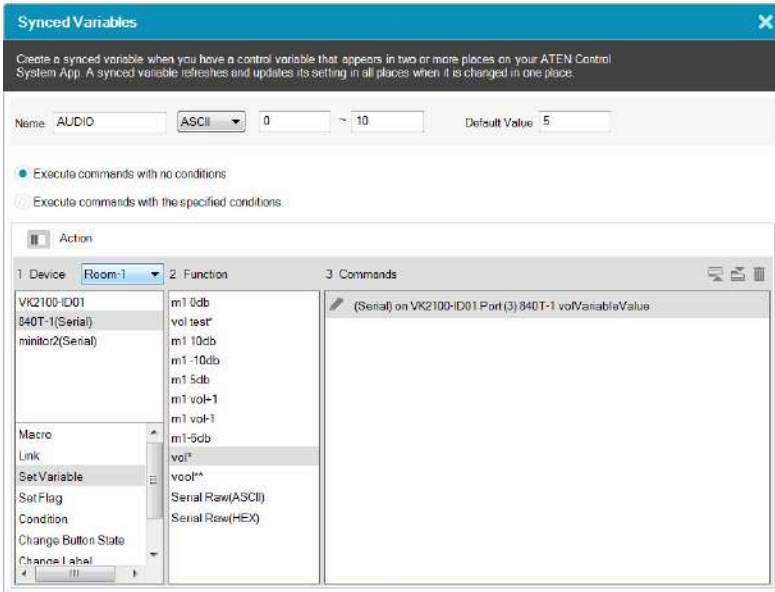 Synced Variables
Create a synced variable when you have a control variable that appears in two or more places on your ATEN Control
System App. A synced variable refreshes and updates its setting in all places when it is changed in one place.
Name AUDIO ASCII 0 ~ 10 Default Value 5
Execute commands with no conditions
Execute commands with the specified conditions
Action
1 Device Room-1 2 Function 3 Commands
VK2100-ID01
840T-1(Serial)
minitor2(Serial)
Macro
Link
Set Variable
Set Flag
Condition
Change Button State
Change Label
m1 0db
vol test*
m1 10db
m1 -10db
m1 5db
m1 vol+1
m1 vol-1
m1-5db
vol*
vool**
Serial Raw(ASCII)
Serial Raw(HEX)
(Serial) on VK2100-ID01 Port (3) 840T-1 volVariableValue